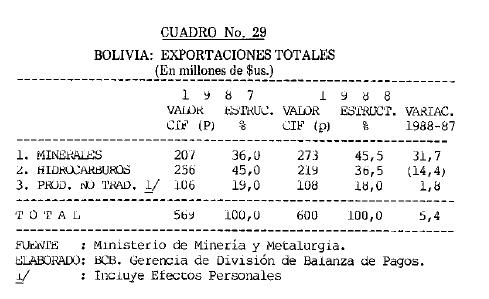 CUADRO No. 29
BOLIVIA: EXPORTACIONES TOTALES
(En millones de $us.)
1 9 8 7 1 9 8 8
VALOR ESTRUC. VALOR ESTRUCT. VARIAC.
CIF (P) % CIF (p) % 1988-87
1. MINERALES 207 36,0 273 45,5 31,7
2. HIDROCARBUROS 256 45,0 219 36,5 (14,4)
3. PROD. NO TRAD. 1/ 106 19,0 108 18,0 1,8
T O T A L 569 100,0 600 100,0 5,4
FUENTE : Ministerio de Minería y Metalurgia.
ELABORADO: BCB. Gerencia de División de Balanza de Pagos.
1/ : Incluye Efectos Personales